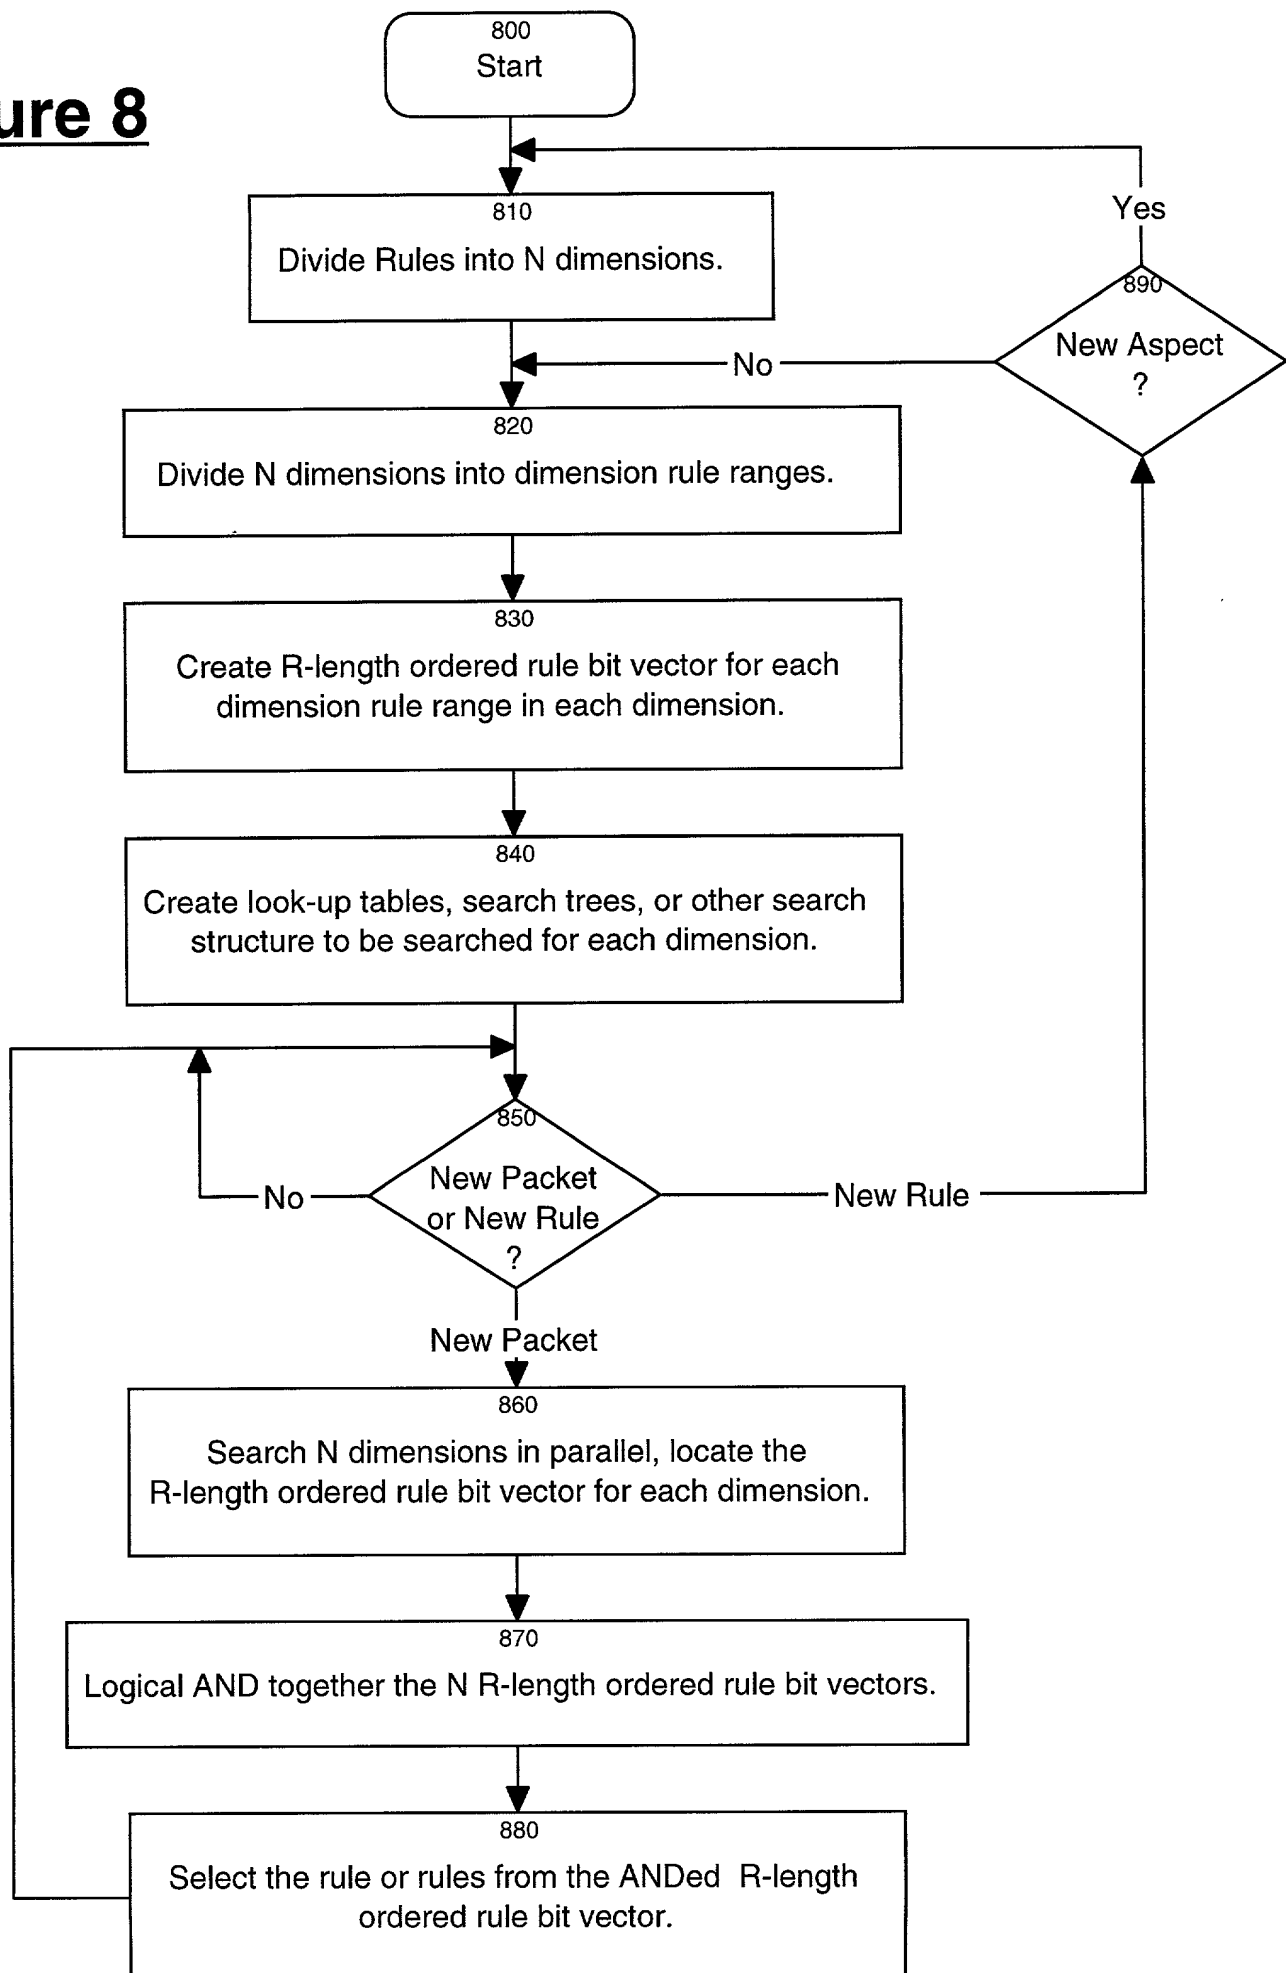 800
Start
ure 8
810
Divide Rules into N dimensions.
Yes
890
New Aspect
?
No
820
Divide N dimensions into dimension rule ranges.
830
Create R-length ordered rule bit vector for each
dimension rule range in each dimension.
840
Create look-up tables, search trees, or other search
structure to be searched for each dimension.
850
New Packet
or New Rule
?
No
New Rule
New Packet
860
Search N dimensions in parallel, locate the
R-length ordered rule bit vector for each dimension.
870
Logical AND together the N R-length ordered rule bit vectors.
880
Select the rule or rules from the ANDed R-length
ordered rule bit vector.